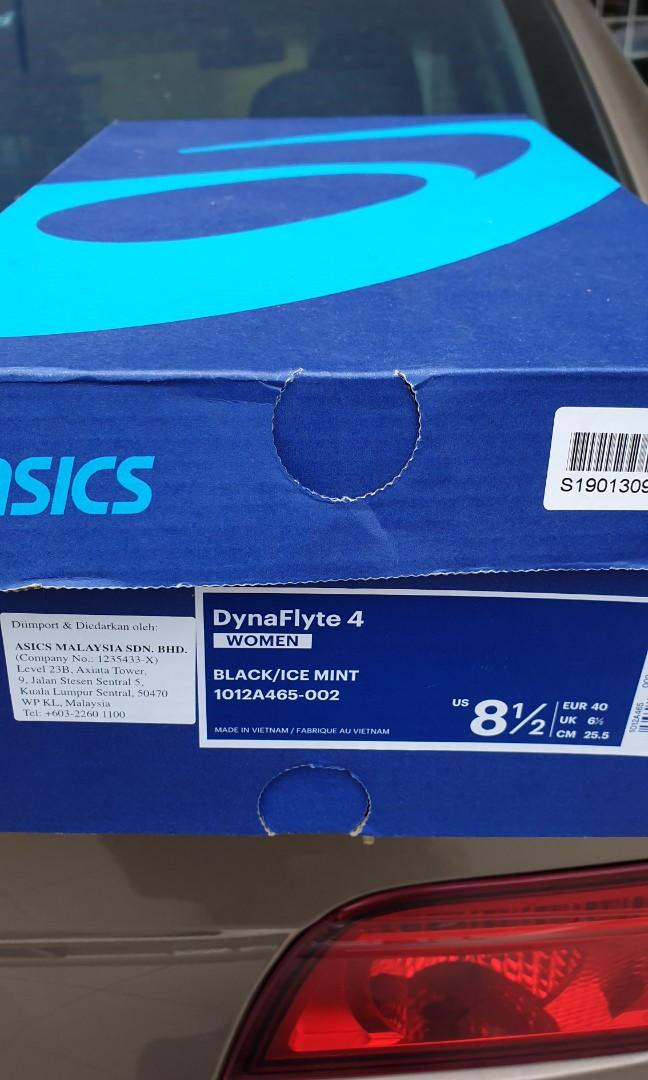 ASICS
S1901309
Diimport & Diedarkan oleh:
ASICS MALAYSIA SDN. BHD.
(Company No.: 1235433-X)
Level 23B, Axiata Tower,
9, Jalan Stesen Sentral 5,
Kuala Lumpur Sentral, 50470
WP KL, Malaysia
Tel: +603-2260 1100
DynaFlyte 4
WOMEN
BLACK/ICE MINT
1012A465-002
MADE IN VIETNAM / FABRIQUE AU VIETNAM
US 8½
EUR 40
UK 6½
CM 25.5
1012A465 002